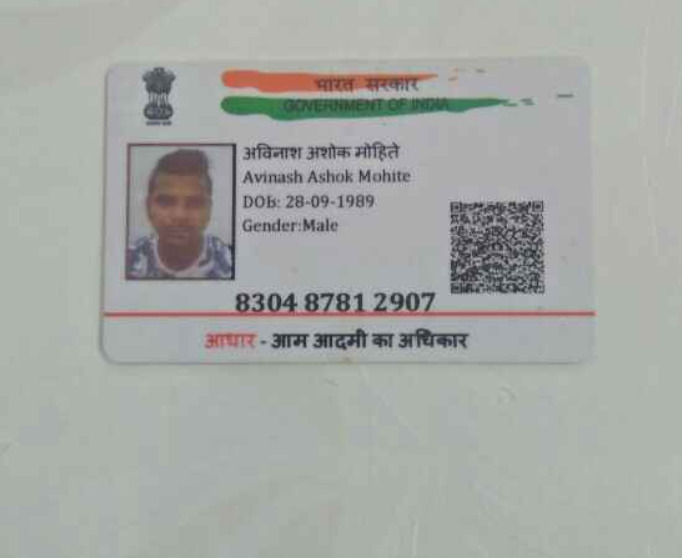 भारत सरकार
GOVERNMENT OF INDIA
अविनाश अशोक मोहिते
Avinash Ashok Mohite
DOB: 28-09-1989
Gender:Male
8304 8781 2907
आधार - आम आदमी का अधिकार